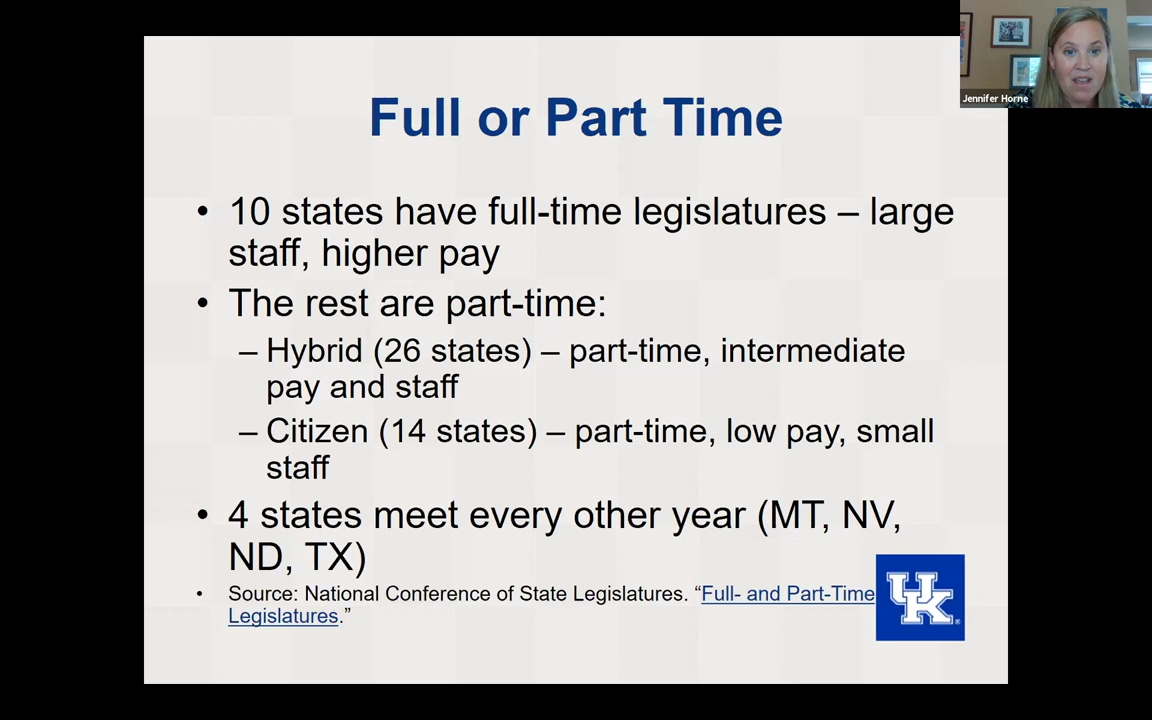 Jennifer Horne
Full or Part Time
• 10 states have full-time legislatures – large
staff, higher pay
• The rest are part-time:
– Hybrid (26 states) – part-time, intermediate
pay and staff
– Citizen (14 states) – part-time, low pay, small
staff
• 4 states meet every other year (MT, NV,
ND, TX)
• Source: National Conference of State Legislatures. “Full- and Part-Time
Legislatures.”
UK